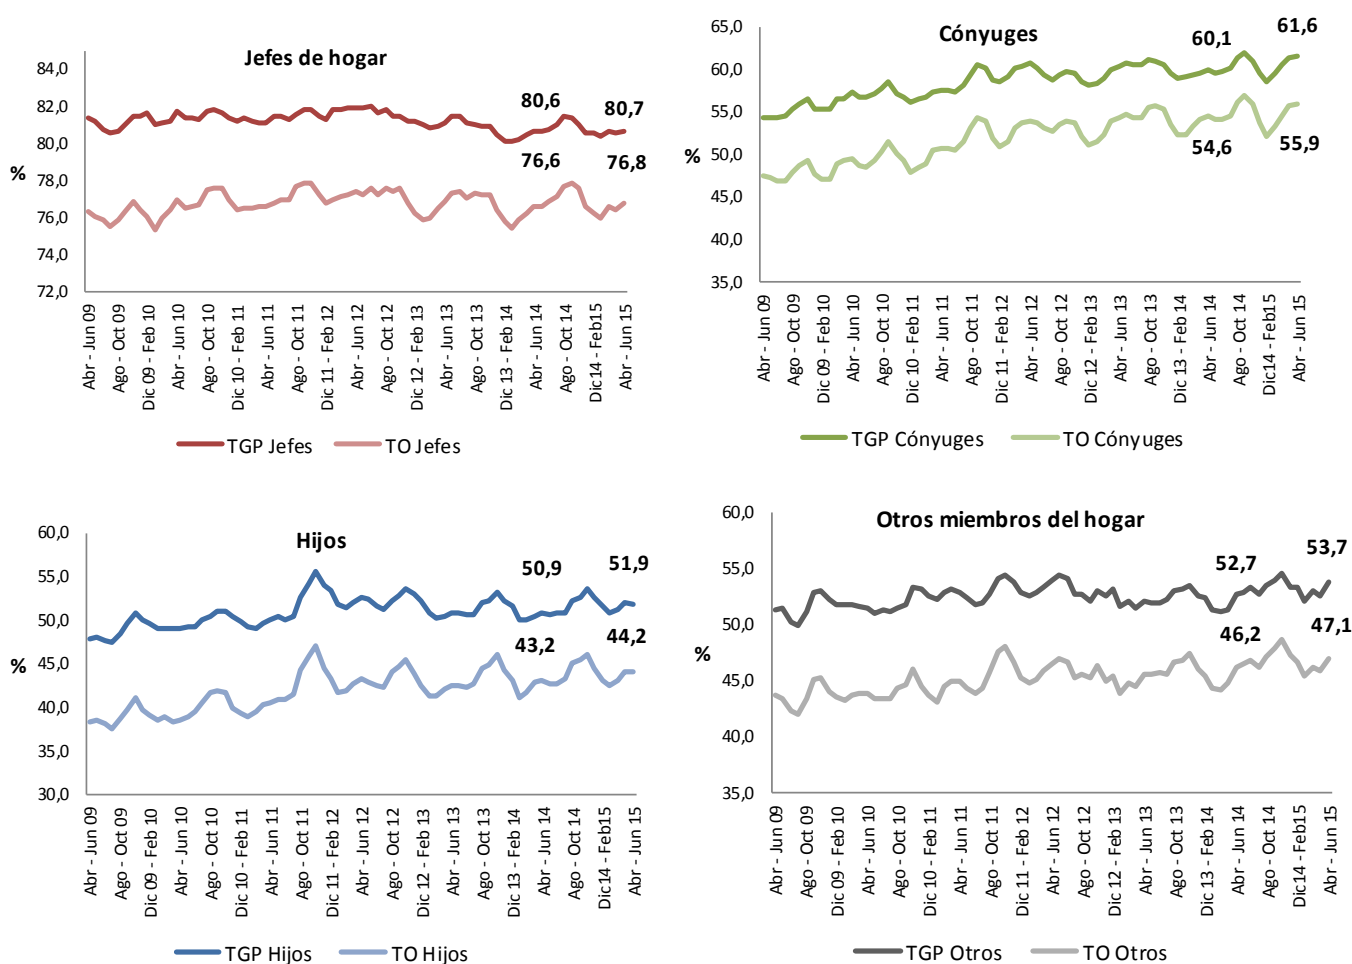 Jefes de hogar
%
84,0
82,0
80,0
78,0
76,0
74,0
72,0
80,6
80,7
76,6
76,8
Abr - Jun 09
Ago - Oct 09
Dic 09 - Feb 10
Abr - Jun 10
Ago - Oct 10
Dic 10 - Feb 11
Abr - Jun 11
Ago - Oct 11
Dic 11 - Feb 12
Abr - Jun 12
Ago - Oct 12
Dic 12 - Feb 13
Abr - Jun 13
Ago - Oct 13
Dic 13 - Feb 14
Abr - Jun 14
Ago - Oct 14
Dic14 - Feb15
Abr - Jun 15
TGP Jefes
TO Jefes
Cónyuges
%
65,0
60,0
55,0
50,0
45,0
40,0
35,0
60,1
61,6
54,6
55,9
Abr - Jun 09
Ago - Oct 09
Dic 09 - Feb 10
Abr - Jun 10
Ago - Oct 10
Dic 10 - Feb 11
Abr - Jun 11
Ago - Oct 11
Dic 11 - Feb 12
Abr - Jun 12
Ago - Oct 12
Dic 12 - Feb 13
Abr - Jun 13
Ago - Oct 13
Dic 13 - Feb 14
Abr - Jun 14
Ago - Oct 14
Dic14 - Feb15
Abr - Jun 15
TGP Cónyuges
TO Cónyuges
Hijos
%
60,0
55,0
50,0
45,0
40,0
35,0
30,0
50,9
51,9
43,2
44,2
Abr - Jun 09
Ago - Oct 09
Dic 09 - Feb 10
Abr - Jun 10
Ago - Oct 10
Dic 10 - Feb 11
Abr - Jun 11
Ago - Oct 11
Dic 11 - Feb 12
Abr - Jun 12
Ago - Oct 12
Dic 12 - Feb 13
Abr - Jun 13
Ago - Oct 13
Dic 13 - Feb 14
Abr - Jun 14
Ago - Oct 14
Dic14 - Feb15
Abr - Jun 15
TGP Hijos
TO Hijos
Otros miembros del hogar
%
60,0
55,0
50,0
45,0
40,0
35,0
52,7
53,7
46,2
47,1
Abr - Jun 09
Ago - Oct 09
Dic 09 - Feb 10
Abr - Jun 10
Ago - Oct 10
Dic 10 - Feb 11
Abr - Jun 11
Ago - Oct 11
Dic 11 - Feb 12
Abr - Jun 12
Ago - Oct 12
Dic 12 - Feb 13
Abr - Jun 13
Ago - Oct 13
Dic 13 - Feb 14
Abr - Jun 14
Ago - Oct 14
Dic14 - Feb15
Abr - Jun 15
TGP Otros
TO Otros